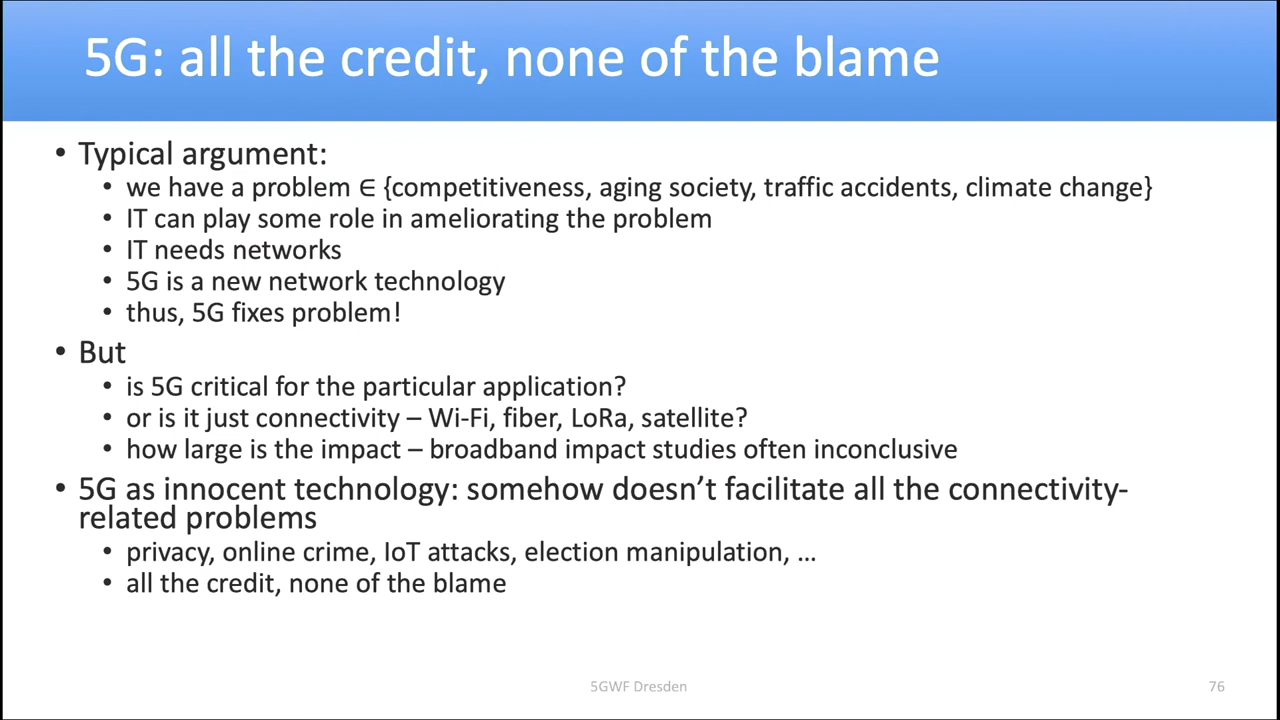 5G: all the credit, none of the blame
• Typical argument:
• we have a problem ∈ {competitiveness, aging society, traffic accidents, climate change}
• IT can play some role in ameliorating the problem
• IT needs networks
• 5G is a new network technology
• thus, 5G fixes problem!
• But
• is 5G critical for the particular application?
• or is it just connectivity – Wi-Fi, fiber, LoRa, satellite?
• how large is the impact – broadband impact studies often inconclusive
• 5G as innocent technology: somehow doesn’t facilitate all the connectivity-
related problems
• privacy, online crime, IoT attacks, election manipulation, …
• all the credit, none of the blame
5GWF Dresden
76